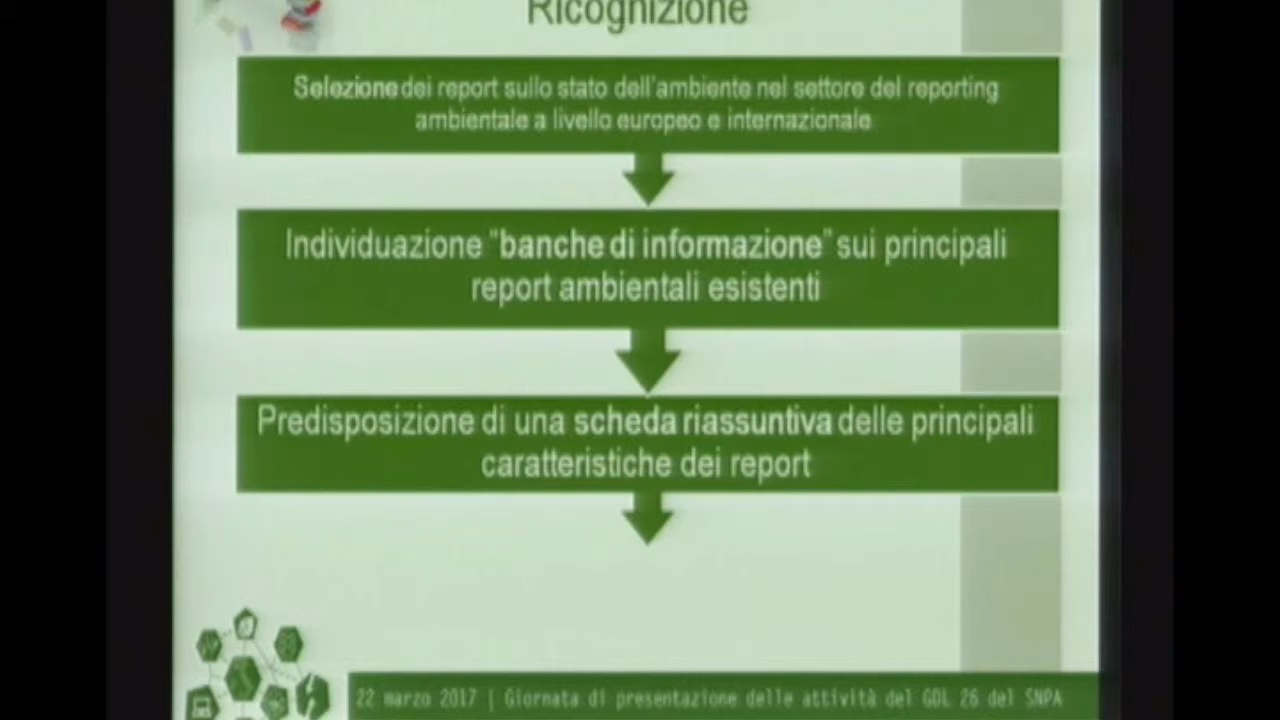 Ricognizione
Selezione dei report sullo stato dell'ambiente nel settore del reporting
ambientale a livello europeo e internazionale
Individuazione "banche di informazione" sui principali
report ambientali esistenti
Predisposizione di una scheda riassuntiva delle principali
caratteristiche dei report
22 marzo 2017 | Giornata di presentazione delle attività del GDL 26 del SNPA